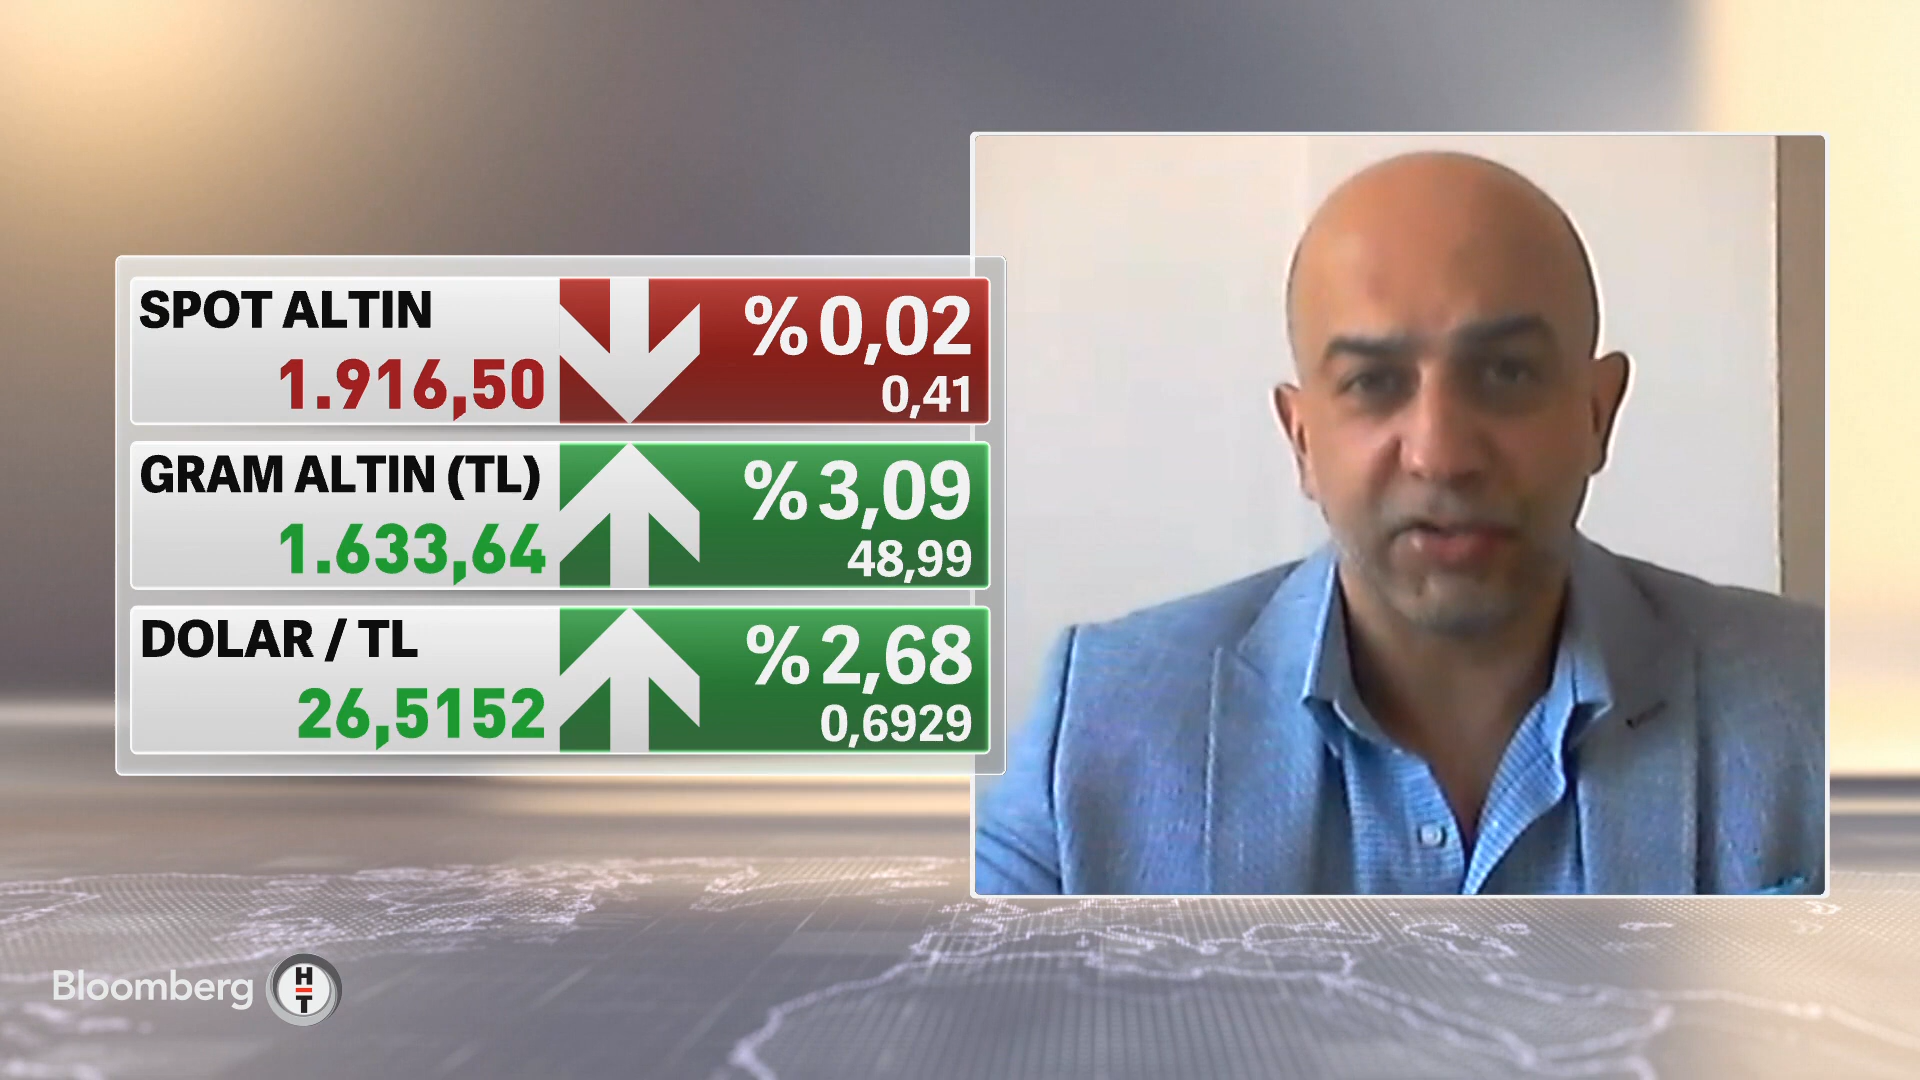 SPOT ALTIN
1.916,50
%0,02
0,41
GRAM ALTIN (TL)
1.633,64
%3,09
48,99
DOLAR / TL
26,5152
%2,68
0,6929
Bloomberg HT